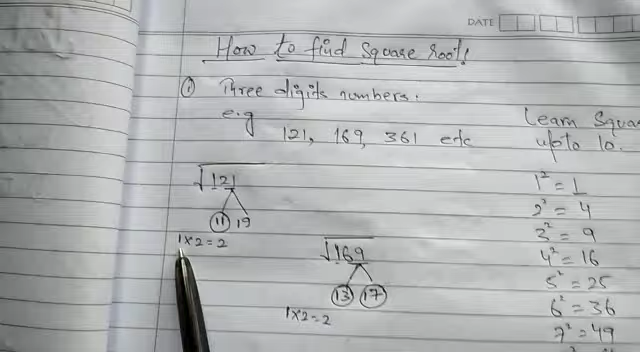 DATE
How to find square root!
① Three digits numbers.
e.g
121, 169, 361 etc
√121
11 19
1×2=2
√169
13 17
1×2=2
Learn Squa
upto 10.
1²=1
2²=4
3²=9
4²=16
5²=25
6²=36
7²=49